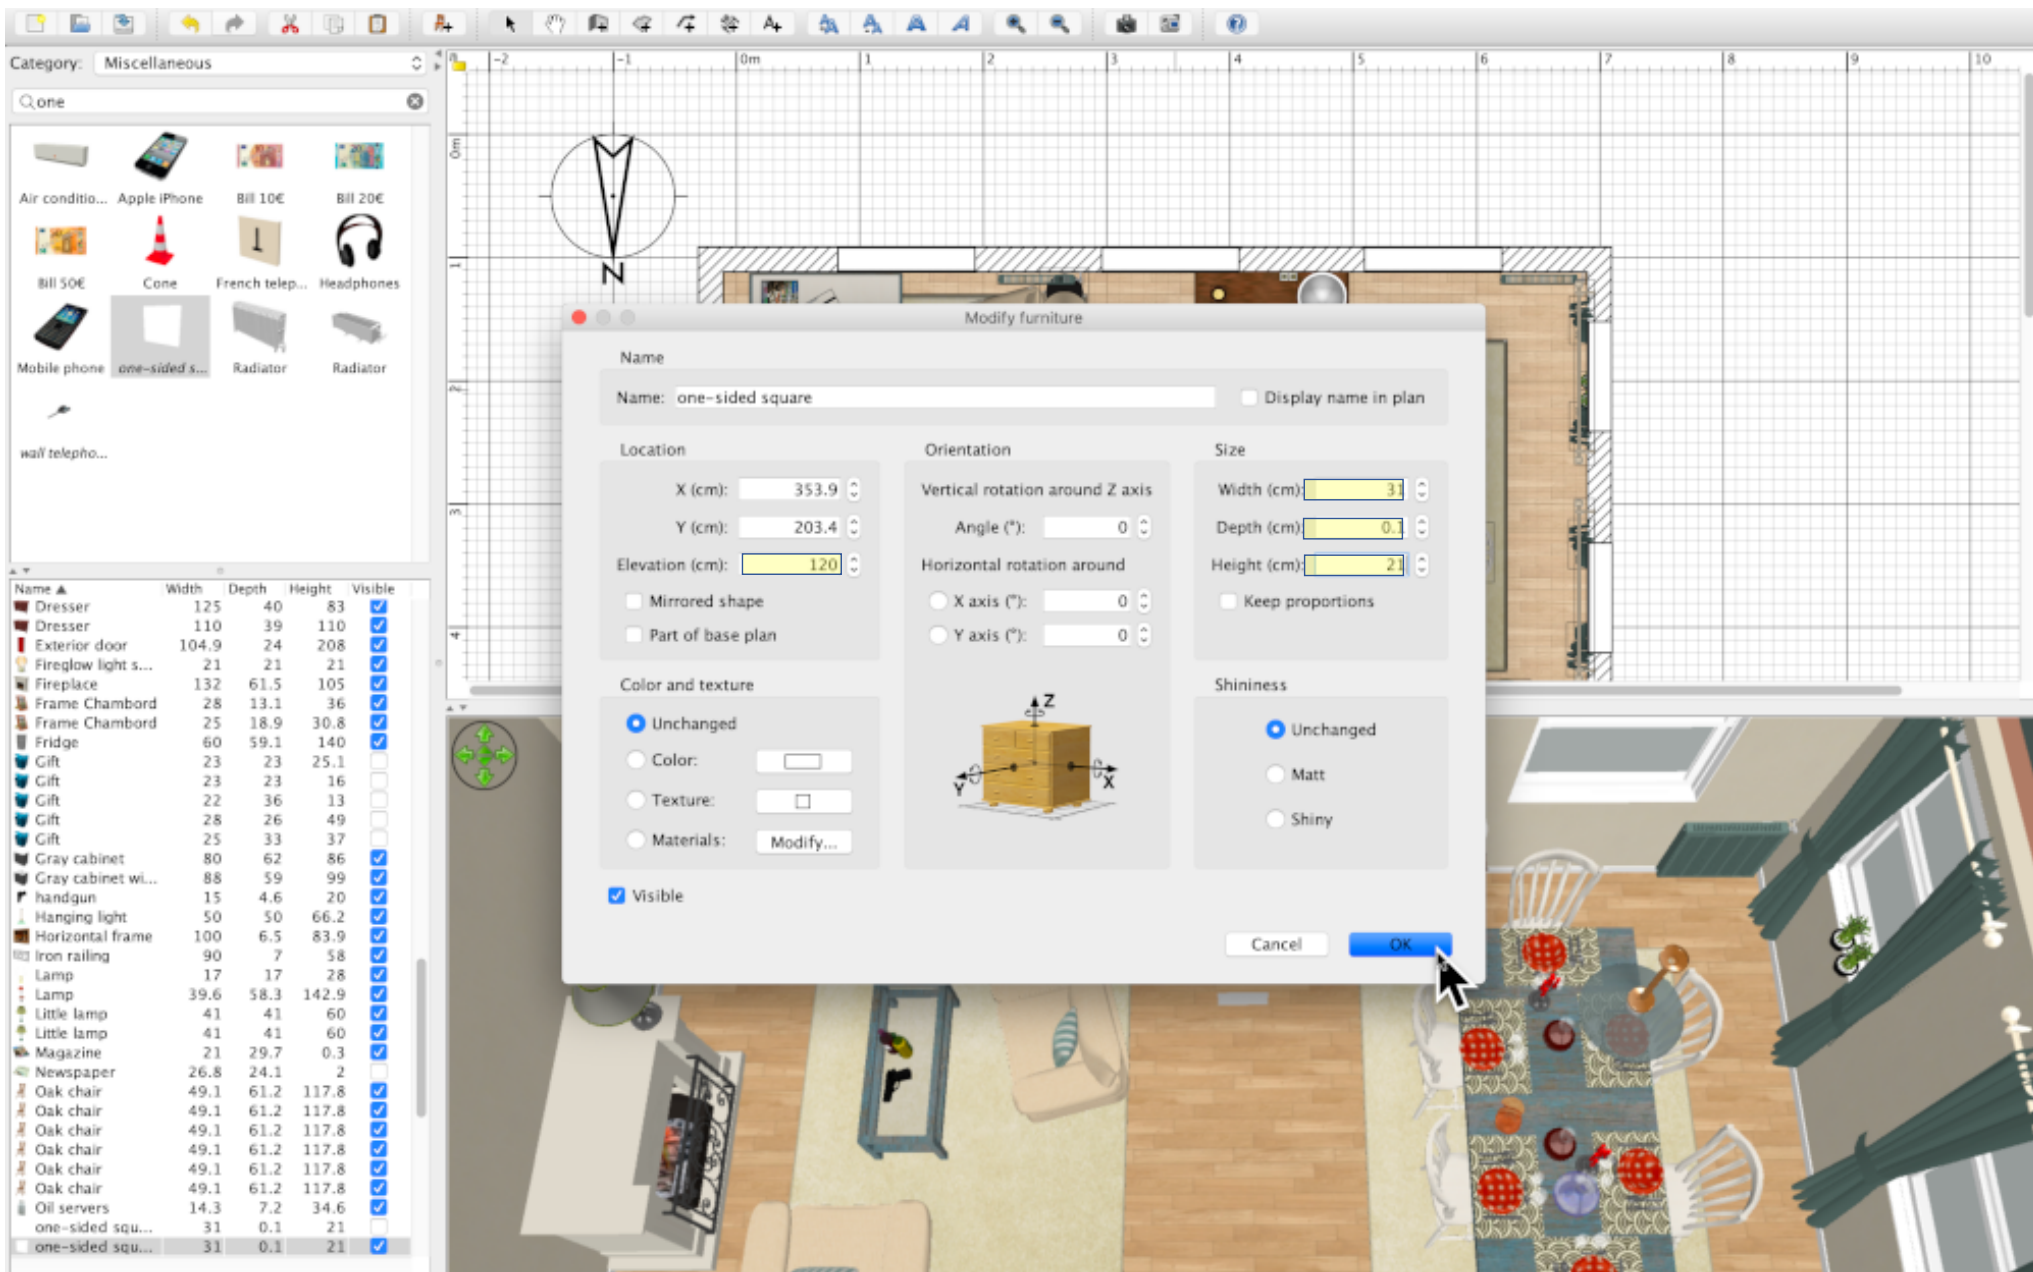 Category: Miscellaneous
one
Air conditio... Apple iPhone Bill 10€ Bill 20€
Bill 50€ Cone French telep... Headphones
Mobile phone one-sided s... Radiator Radiator
wall telepho...
Name Width Depth Height Visible
Dresser 125 40 83
Dresser 110 39 110
Exterior door 104.9 24 208
Fireglow light s... 21 21 21
Fireplace 132 61.5 105
Frame Chambord 28 13.1 36
Frame Chambord 25 18.9 30.8
Fridge 60 59.1 140
Gift 23 23 25.1
Gift 23 23 16
Gift 22 36 13
Gift 28 26 49
Gift 25 33 37
Gray cabinet 80 62 86
Gray cabinet wi... 88 59 99
handgun 15 4.6 20
Hanging light 50 50 66.2
Horizontal frame 100 6.5 83.9
Iron railing 90 7 58
Lamp 17 17 28
Lamp 39.6 58.3 142.9
Little lamp 41 41 60
Little lamp 41 41 60
Magazine 21 29.7 0.3
Newspaper 26.8 24.1 2
Oak chair 49.1 61.2 117.8
Oak chair 49.1 61.2 117.8
Oak chair 49.1 61.2 117.8
Oak chair 49.1 61.2 117.8
Oak chair 49.1 61.2 117.8
Oak chair 49.1 61.2 117.8
Oil servers 14.3 7.2 34.6
one-sided squ... 31 0.1 21
one-sided squ... 31 0.1 21
-2 -1 0m 1 2 3 4 5 6 7 8 9 10
0m
1
2
3
4
N
Modify furniture
Name
Name: one-sided square Display name in plan
Location Orientation Size
X (cm): 353.9 Vertical rotation around Z axis Width (cm): 31
Y (cm): 203.4 Angle (°): 0 Depth (cm): 0.1
Elevation (cm): 120 Horizontal rotation around Height (cm): 21
Mirrored shape X axis (°): 0 Keep proportions
Part of base plan Y axis (°): 0
Color and texture Shininess
Z
Y
X
Unchanged Unchanged
Color: Matt
Texture: Shiny
Materials: Modify...
Visible
Cancel OK